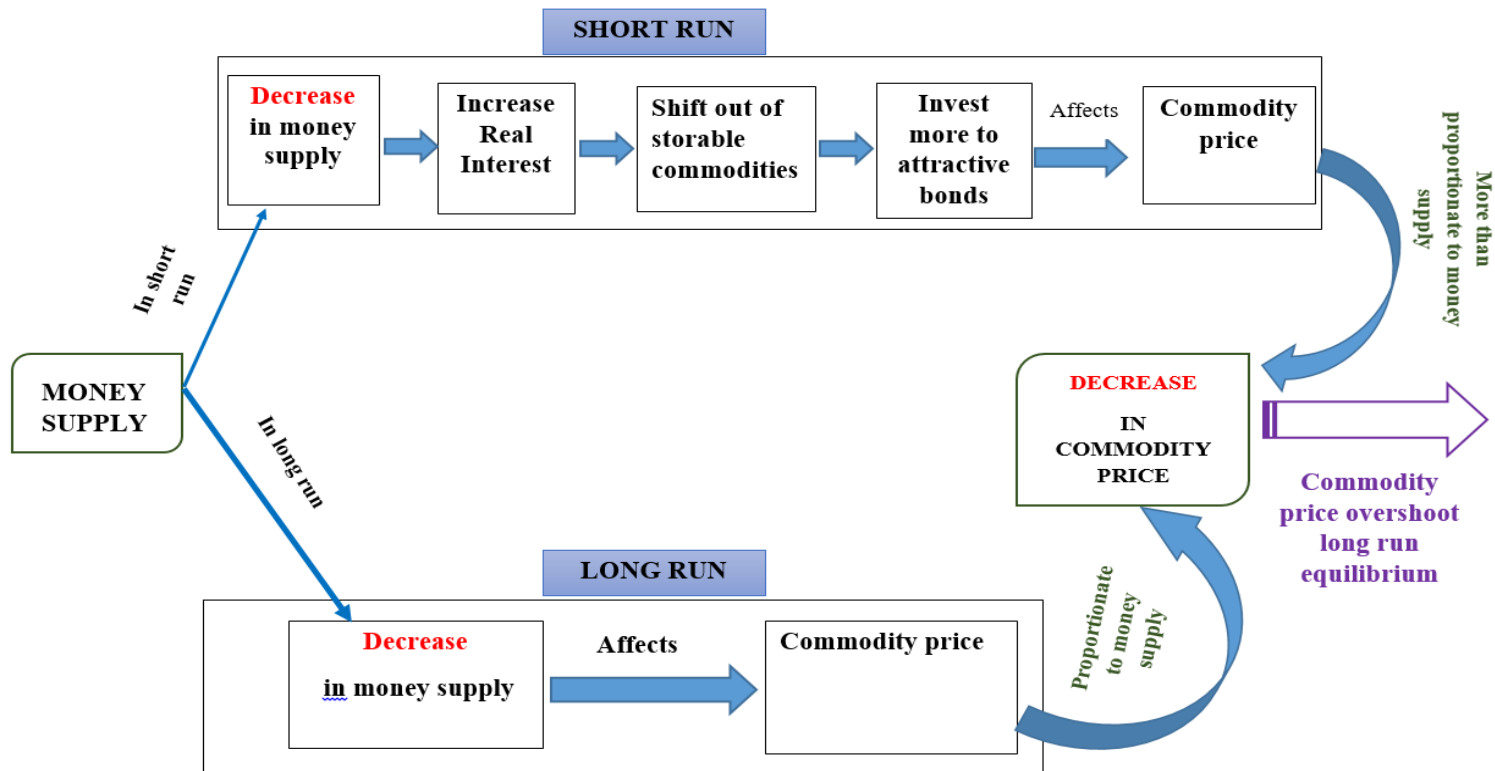 SHORT RUN
Decrease
in money
supply
Increase
Real
Interest
Shift out of
storable
commodities
Invest
more to
attractive
bonds
Affects
Commodity
price
More than
proportionate to money
supply
In short
run
MONEY
SUPPLY
In long run
DECREASE
IN
COMMODITY
PRICE
Commodity
price overshoot
long run
equilibrium
LONG RUN
Decrease
in money supply
Affects
Commodity price
Proportionate
to money
supply